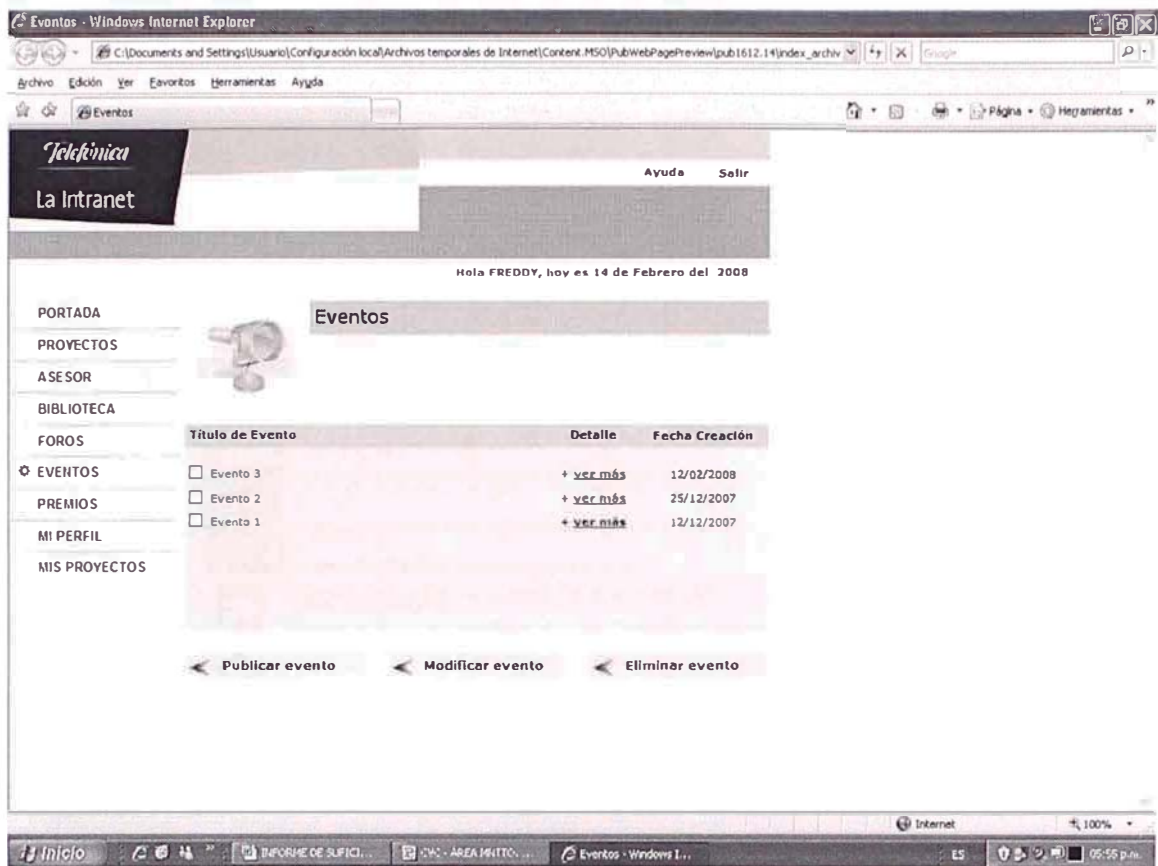 Eventos - Windows Internet Explorer
C:\Documents and Settings\Usuario\Configuración local\Archivos temporales de Internet\Content.MSO\PubWebPagePreview\pub1612.14\index_archiv
Google
Archivo Edición Ver Favoritos Herramientas Ayuda
Eventos
Página Herramientas
Telefónica
La Intranet
Ayuda Salir
Hola FREDDY, hoy es 14 de Febrero del 2008
PORTADA
PROYECTOS
ASESOR
BIBLIOTECA
FOROS
EVENTOS
PREMIOS
MI PERFIL
MIS PROYECTOS
Eventos
Título de Evento Detalle Fecha Creación
Evento 3 + ver más 12/02/2008
Evento 2 + ver más 25/12/2007
Evento 1 + ver más 12/12/2007
Publicar evento Modificar evento Eliminar evento
Internet 100%
Inicio INFORME DE SUFICI... AREA MNTTO. ... Eventos - Windows I... ES 05:55 p.m.